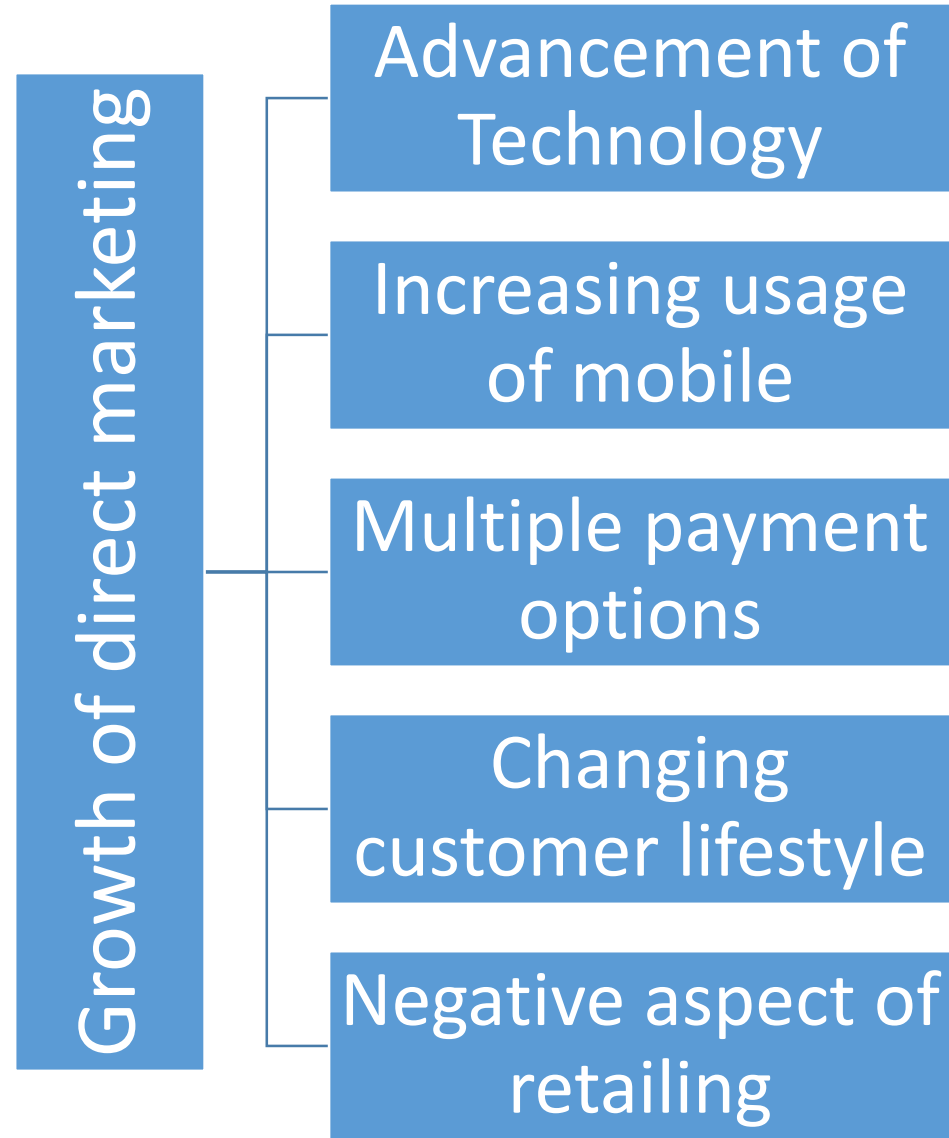 Growth of direct marketing
Advancement of
Technology
Increasing usage
of mobile
Multiple payment
options
Changing
customer lifestyle
Negative aspect of
retailing